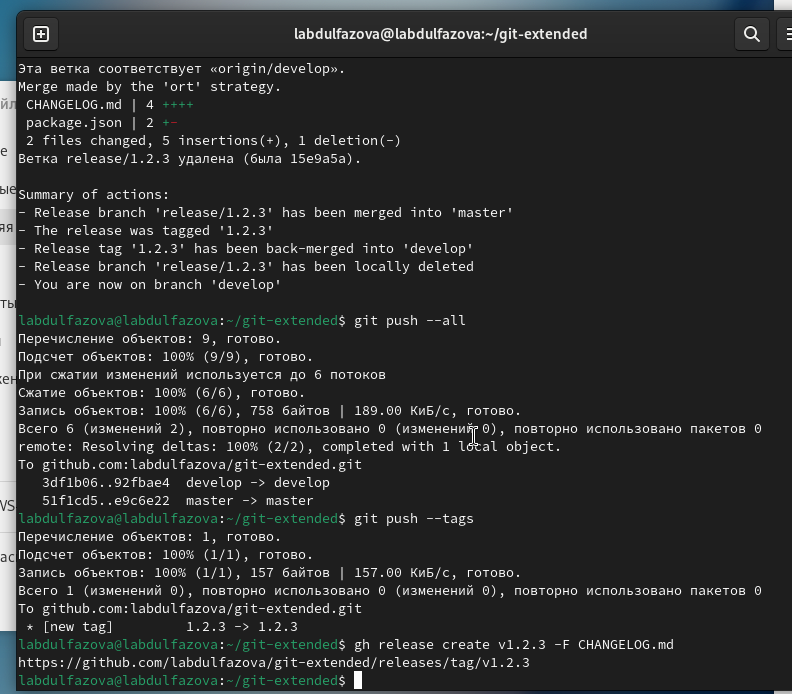 labdulfazova@labdulfazova:~/git-extended
Эта ветка соответствует «origin/develop».
Merge made by the 'ort' strategy.
CHANGELOG.md | 4 ++++
package.json | 2 +-
2 files changed, 5 insertions(+), 1 deletion(-)
Ветка release/1.2.3 удалена (была 15e9a5a).
Summary of actions:
- Release branch 'release/1.2.3' has been merged into 'master'
- The release was tagged '1.2.3'
- Release tag '1.2.3' has been back-merged into 'develop'
- Release branch 'release/1.2.3' has been locally deleted
- You are now on branch 'develop'
labdulfazova@labdulfazova:~/git-extended$ git push --all
Перечисление объектов: 9, готово.
Подсчет объектов: 100% (9/9), готово.
При сжатии изменений используется до 6 потоков
Сжатие объектов: 100% (6/6), готово.
Запись объектов: 100% (6/6), 758 байтов | 189.00 КиБ/с, готово.
Всего 6 (изменений 2), повторно использовано 0 (изменений 0), повторно использовано пакетов 0
remote: Resolving deltas: 100% (2/2), completed with 1 local object.
To github.com:labdulfazova/git-extended.git
3df1b06..92fbae4  develop -> develop
51f1cd5..e9c6e22  master -> master
labdulfazova@labdulfazova:~/git-extended$ git push --tags
Перечисление объектов: 1, готово.
Подсчет объектов: 100% (1/1), готово.
Запись объектов: 100% (1/1), 157 байтов | 157.00 КиБ/с, готово.
Всего 1 (изменений 0), повторно использовано 0 (изменений 0), повторно использовано пакетов 0
To github.com:labdulfazova/git-extended.git
* [new tag]         1.2.3 -> 1.2.3
labdulfazova@labdulfazova:~/git-extended$ gh release create v1.2.3 -F CHANGELOG.md
https://github.com/labdulfazova/git-extended/releases/tag/v1.2.3
labdulfazova@labdulfazova:~/git-extended$